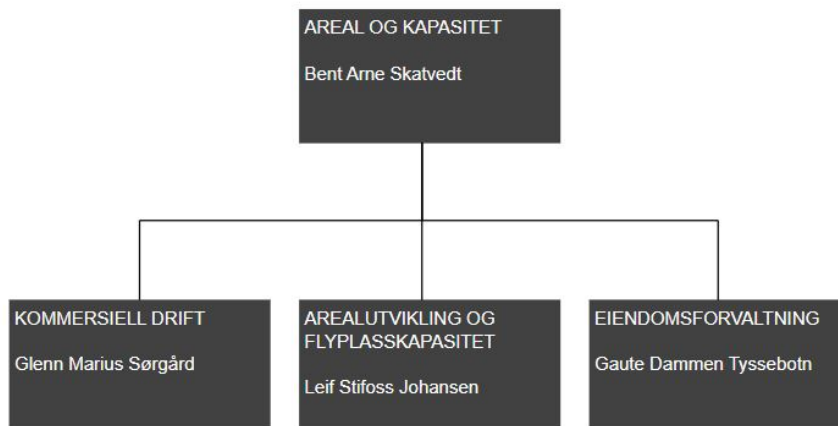 AREAL OG KAPASITET
Bent Arne Skatvedt
KOMMERSIELL DRIFT
Glenn Marius Sørgård
AREALUTVIKLING OG
FLYPLASSKAPASITET
Leif Stifoss Johansen
EIENDOMSFORVALTNING
Gaute Dammen Tyssebotn